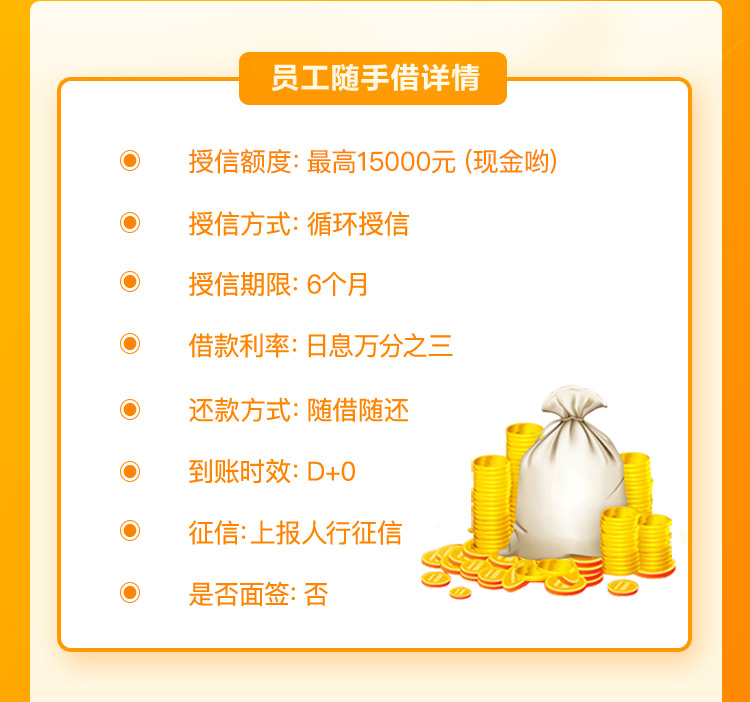 员工随手借详情
授信额度: 最高15000元 (现金哟)
授信方式: 循环授信
授信期限: 6个月
借款利率: 日息万分之三
还款方式: 随借随还
到账时效: D+0
征信: 上报人行征信
是否面签: 否